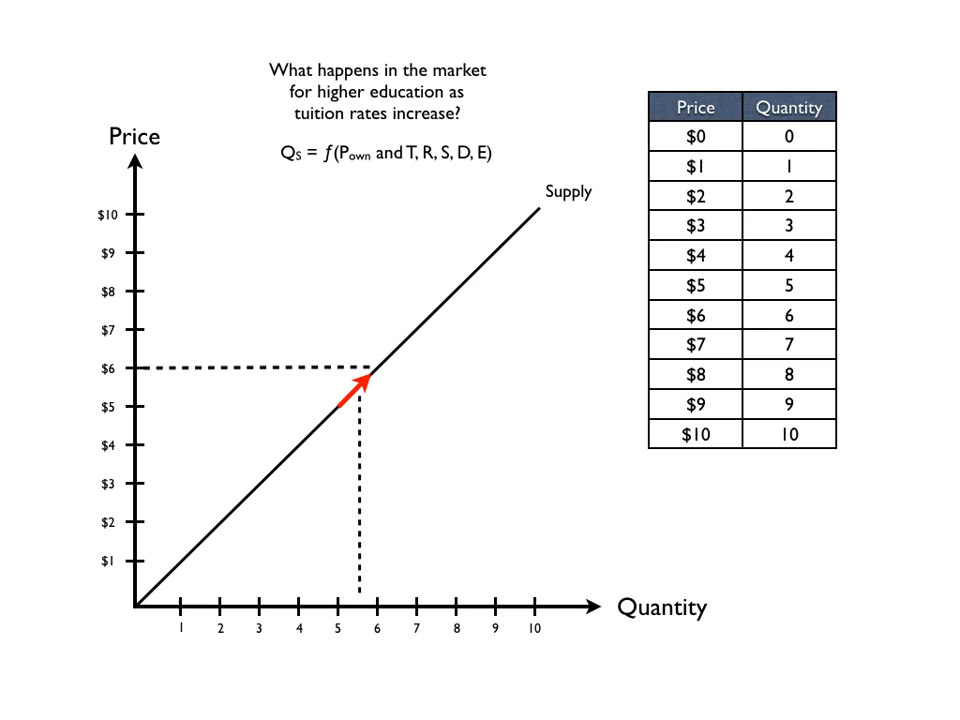 What happens in the market
for higher education as
tuition rates increase?
Qs = ƒ(Pown and T, R, S, D, E)
Price
Supply
$10
$9
$8
$7
$6
$5
$4
$3
$2
$1
1 2 3 4 5 6 7 8 9 10
Quantity
Price Quantity
$0 0
$1 1
$2 2
$3 3
$4 4
$5 5
$6 6
$7 7
$8 8
$9 9
$10 10